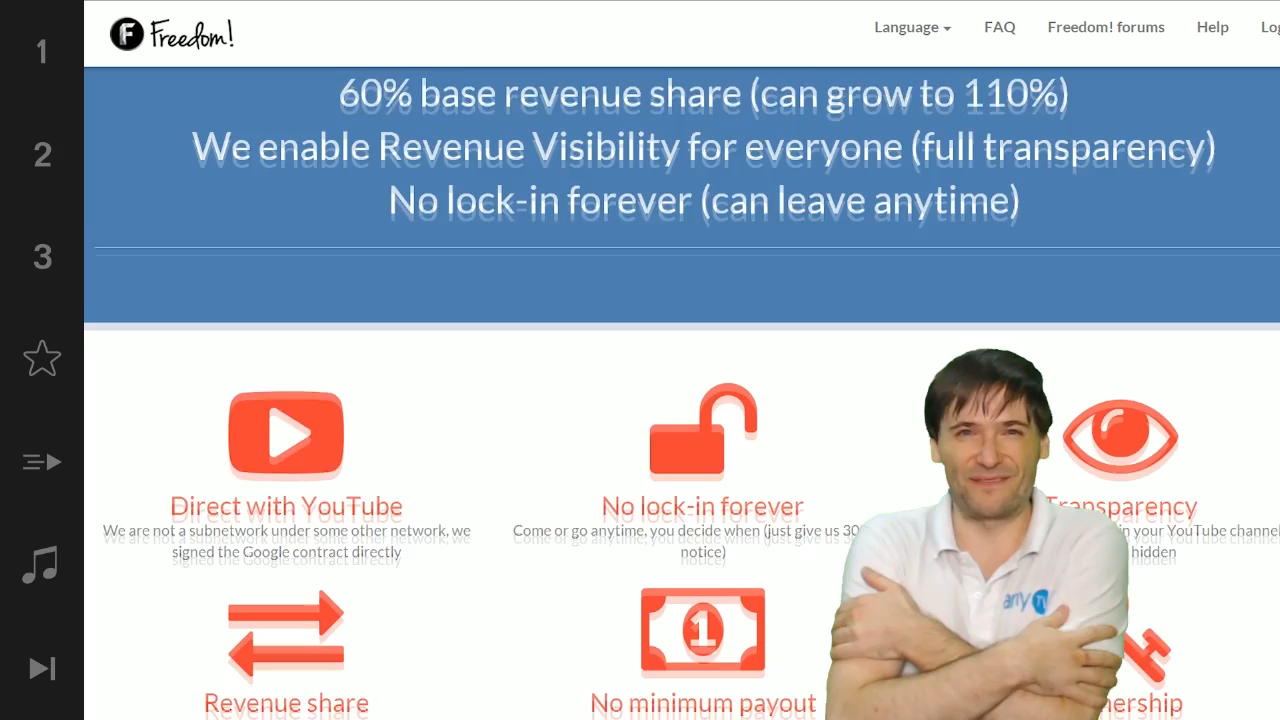 1
2
3
F Freedom!
Language
FAQ
Freedom! forums
Help
60% base revenue share (can grow to 110%)
We enable Revenue Visibility for everyone (full transparency)
No lock-in forever (can leave anytime)
Direct with YouTube
We are not a subnetwork under some other network, we
signed the Google contract directly
No lock-in forever
Come or go anytime, you decide when (just give us
notice)
Transparency
your YouTube channel
hidden
Revenue share
1
No minimum payout
any TV